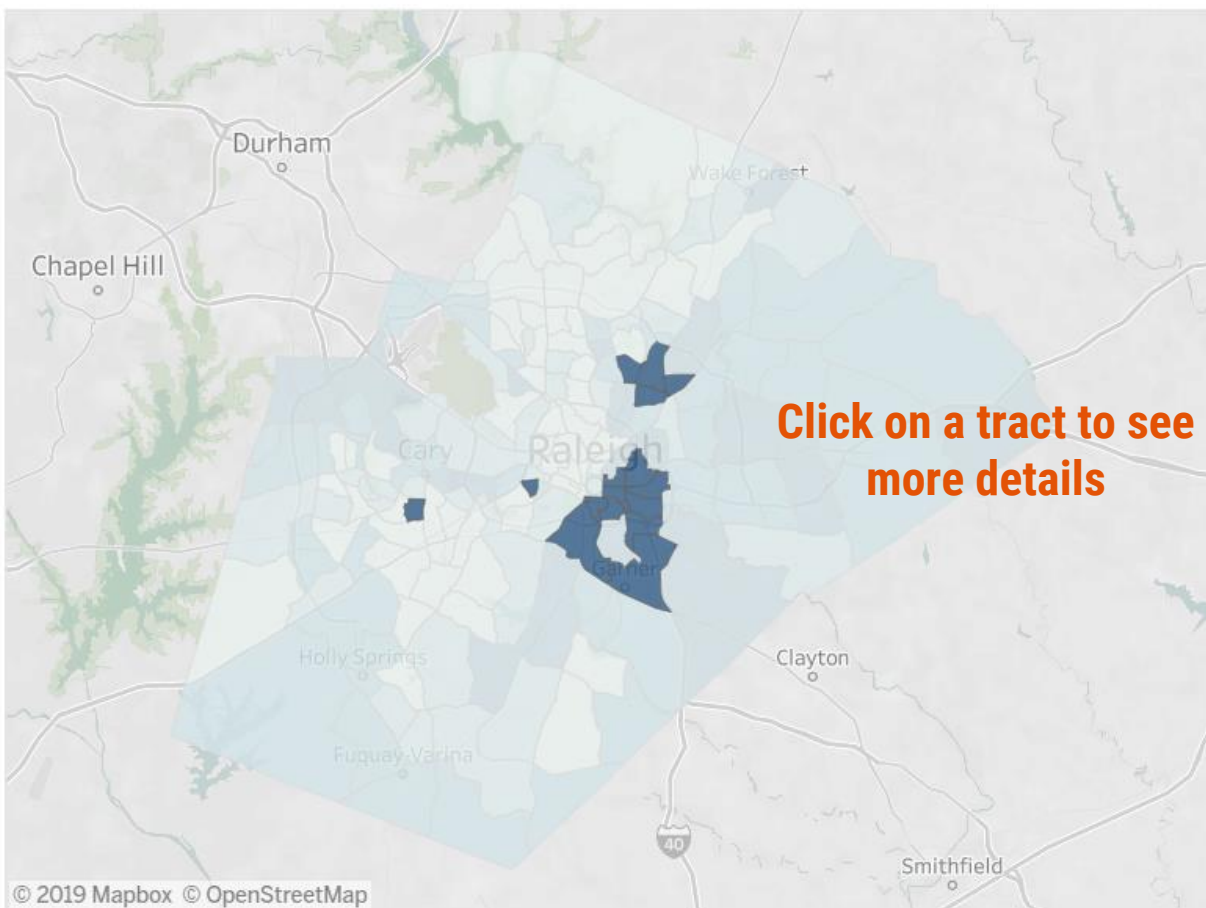 Durham
Wake Forest
Chapel Hill
Click on a tract to see
more details
Cary
Raleigh
Garner
Holly Springs
Clayton
Fuquay-Varina
40
Smithfield
© 2019 Mapbox © OpenStreetMap